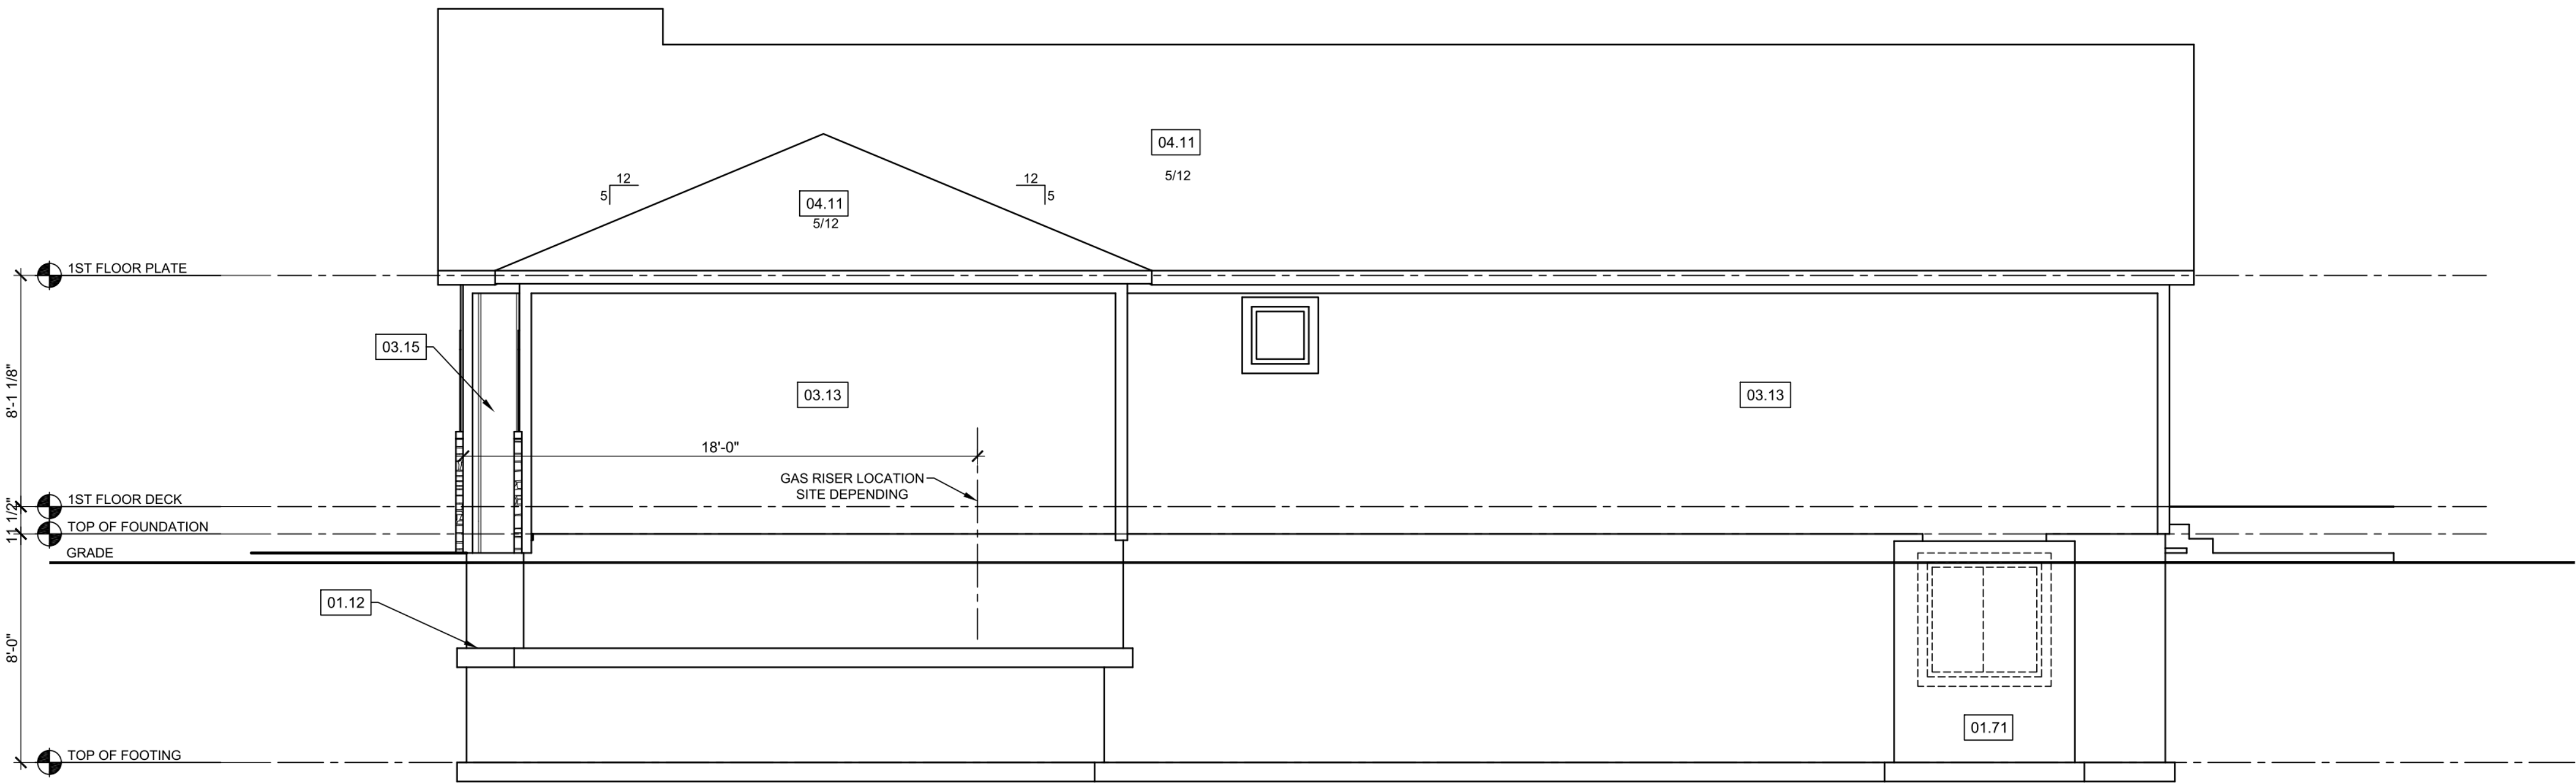 04.11
5/12
12
5
12
5
04.11
5/12
1ST FLOOR PLATE
03.15
8'-1 1/8"
03.13
03.13
18'-0"
GAS RISER LOCATION
SITE DEPENDING
1ST FLOOR DECK
11 1/2"
TOP OF FOUNDATION
GRADE
01.12
8'-0"
01.71
TOP OF FOOTING